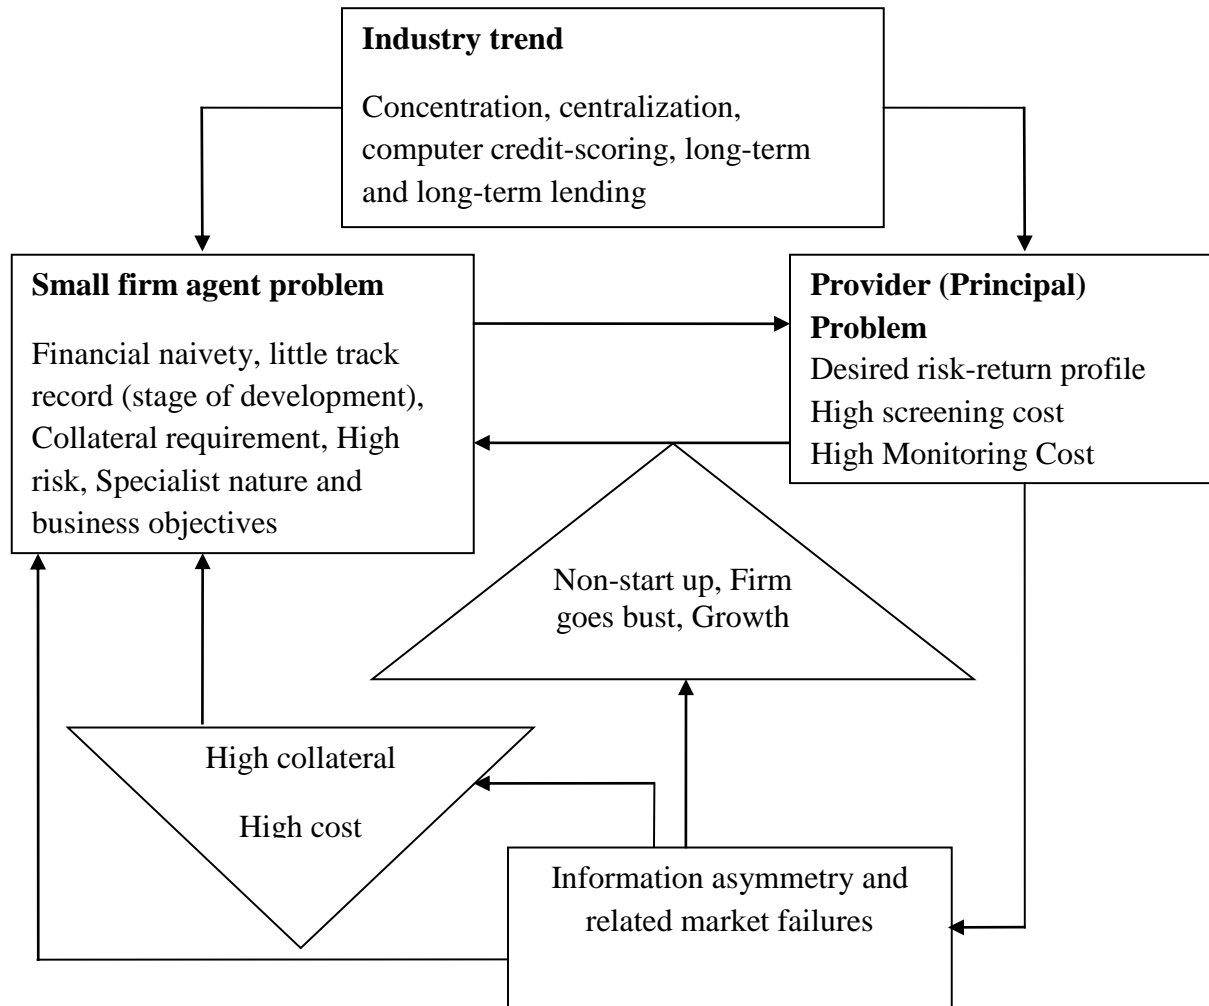 Industry trend
Concentration, centralization,
computer credit-scoring, long-term
and long-term lending
Small firm agent problem
Financial naivety, little track
record (stage of development),
Collateral requirement, High
risk, Specialist nature and
business objectives
Provider (Principal)
Problem
Desired risk-return profile
High screening cost
High Monitoring Cost
Non-start up, Firm
goes bust, Growth
High collateral
High cost
Information asymmetry and
related market failures